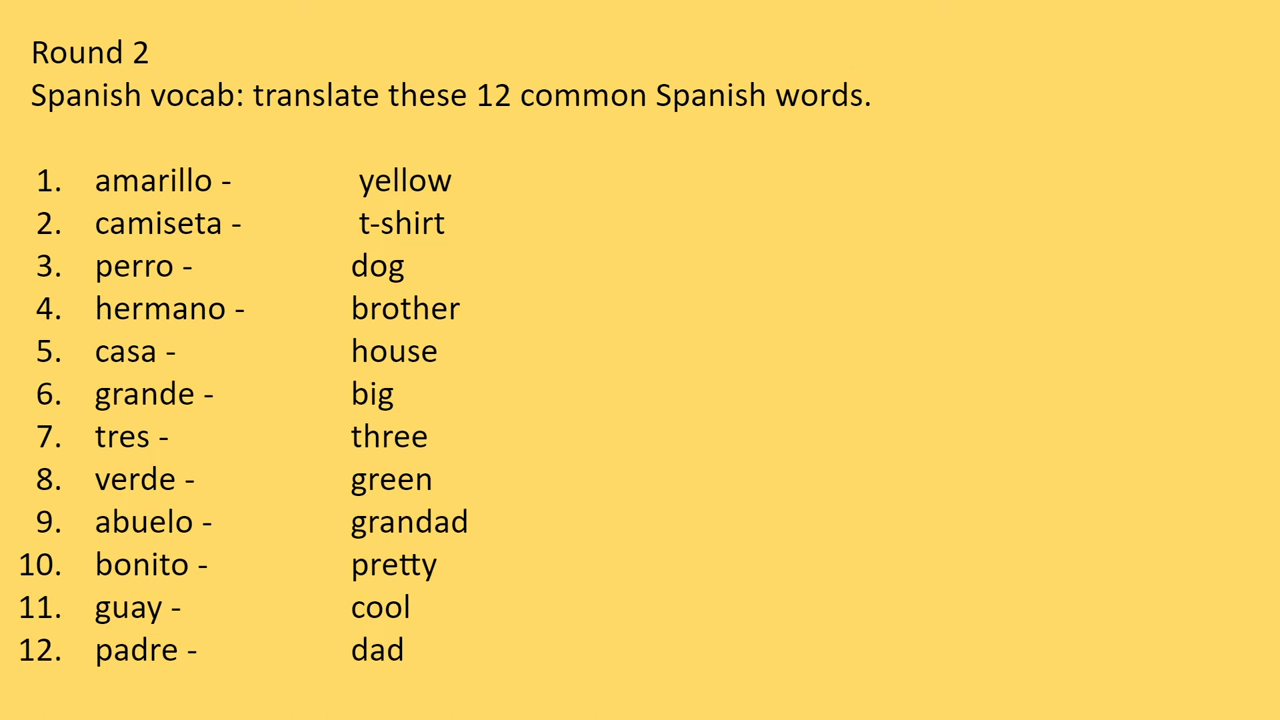 Round 2
Spanish vocab: translate these 12 common Spanish words.
1. amarillo - yellow
2. camiseta - t-shirt
3. perro - dog
4. hermano - brother
5. casa - house
6. grande - big
7. tres - three
8. verde - green
9. abuelo - grandad
10. bonito - pretty
11. guay - cool
12. padre - dad